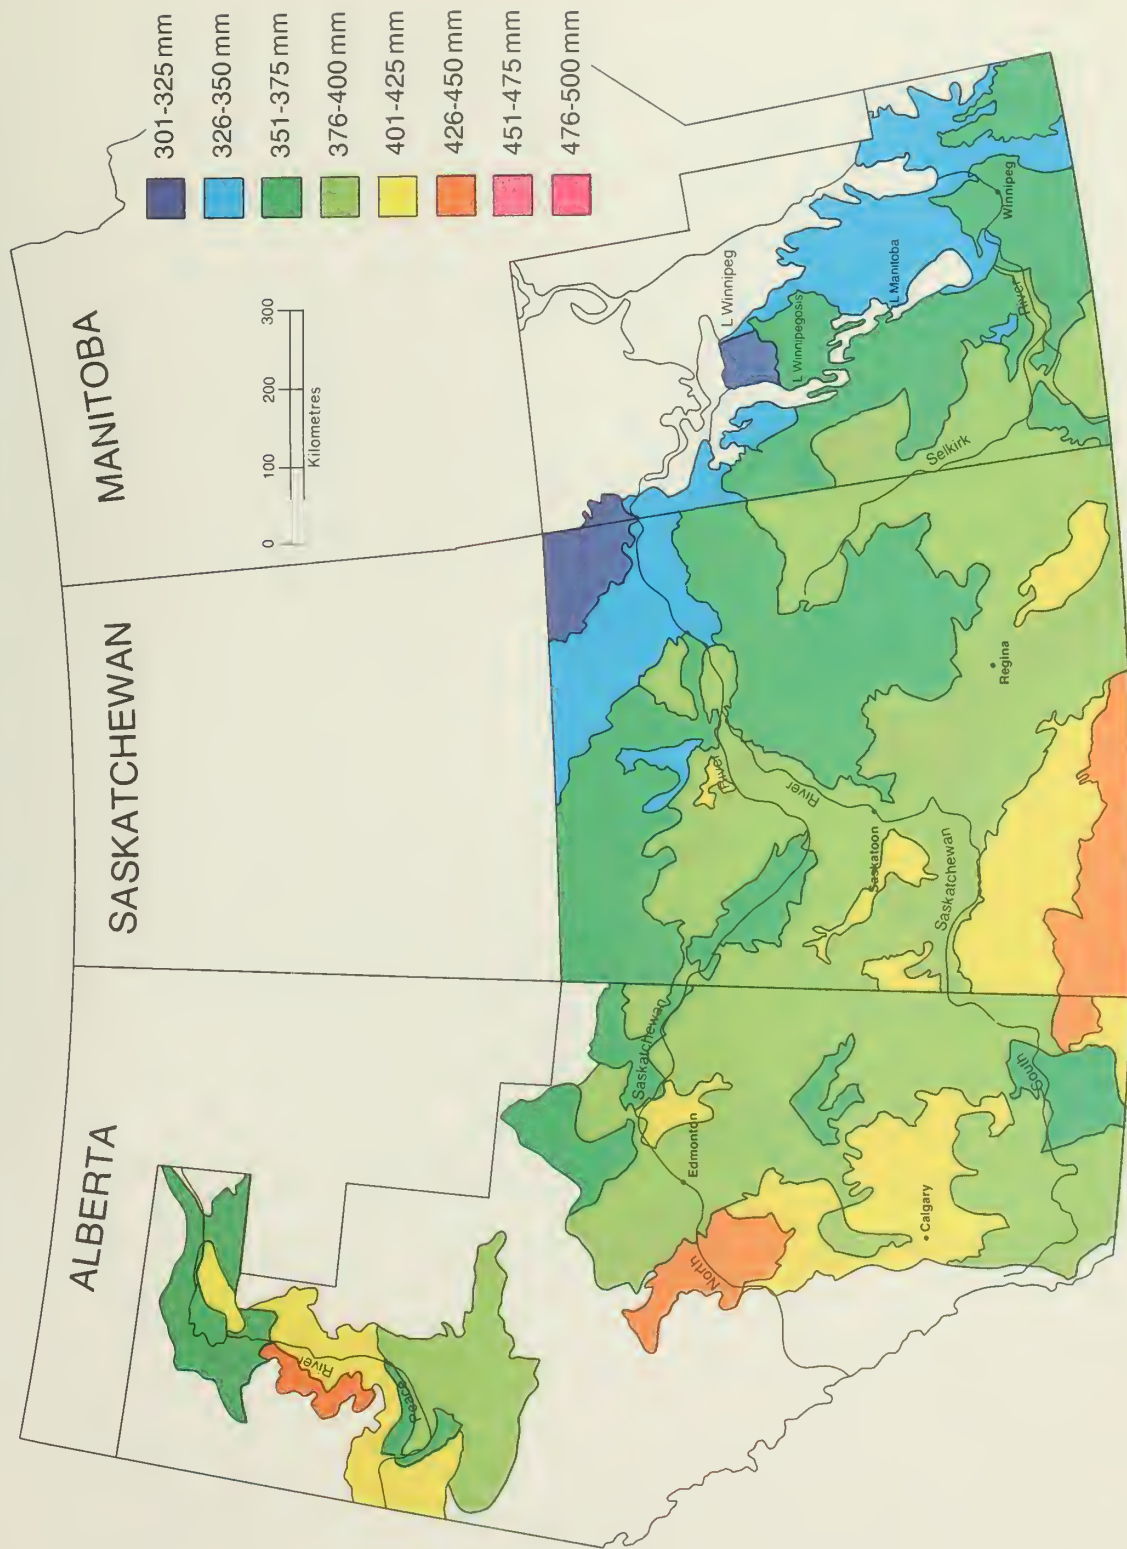 ALBERTA
SASKATCHEWAN
MANITOBA
0 100 200 300
Kilometres
301-325 mm
326-350 mm
351-375 mm
376-400 mm
401-425 mm
426-450 mm
451-475 mm
476-500 mm
Peace
River
North
Saskatchewan
River
Edmonton
Calgary
South
Saskatchewan
River
Saskatoon
Regina
Selkirk
L Winnipeg
L Winnipegosis
L Manitoba
River
Winnipeg